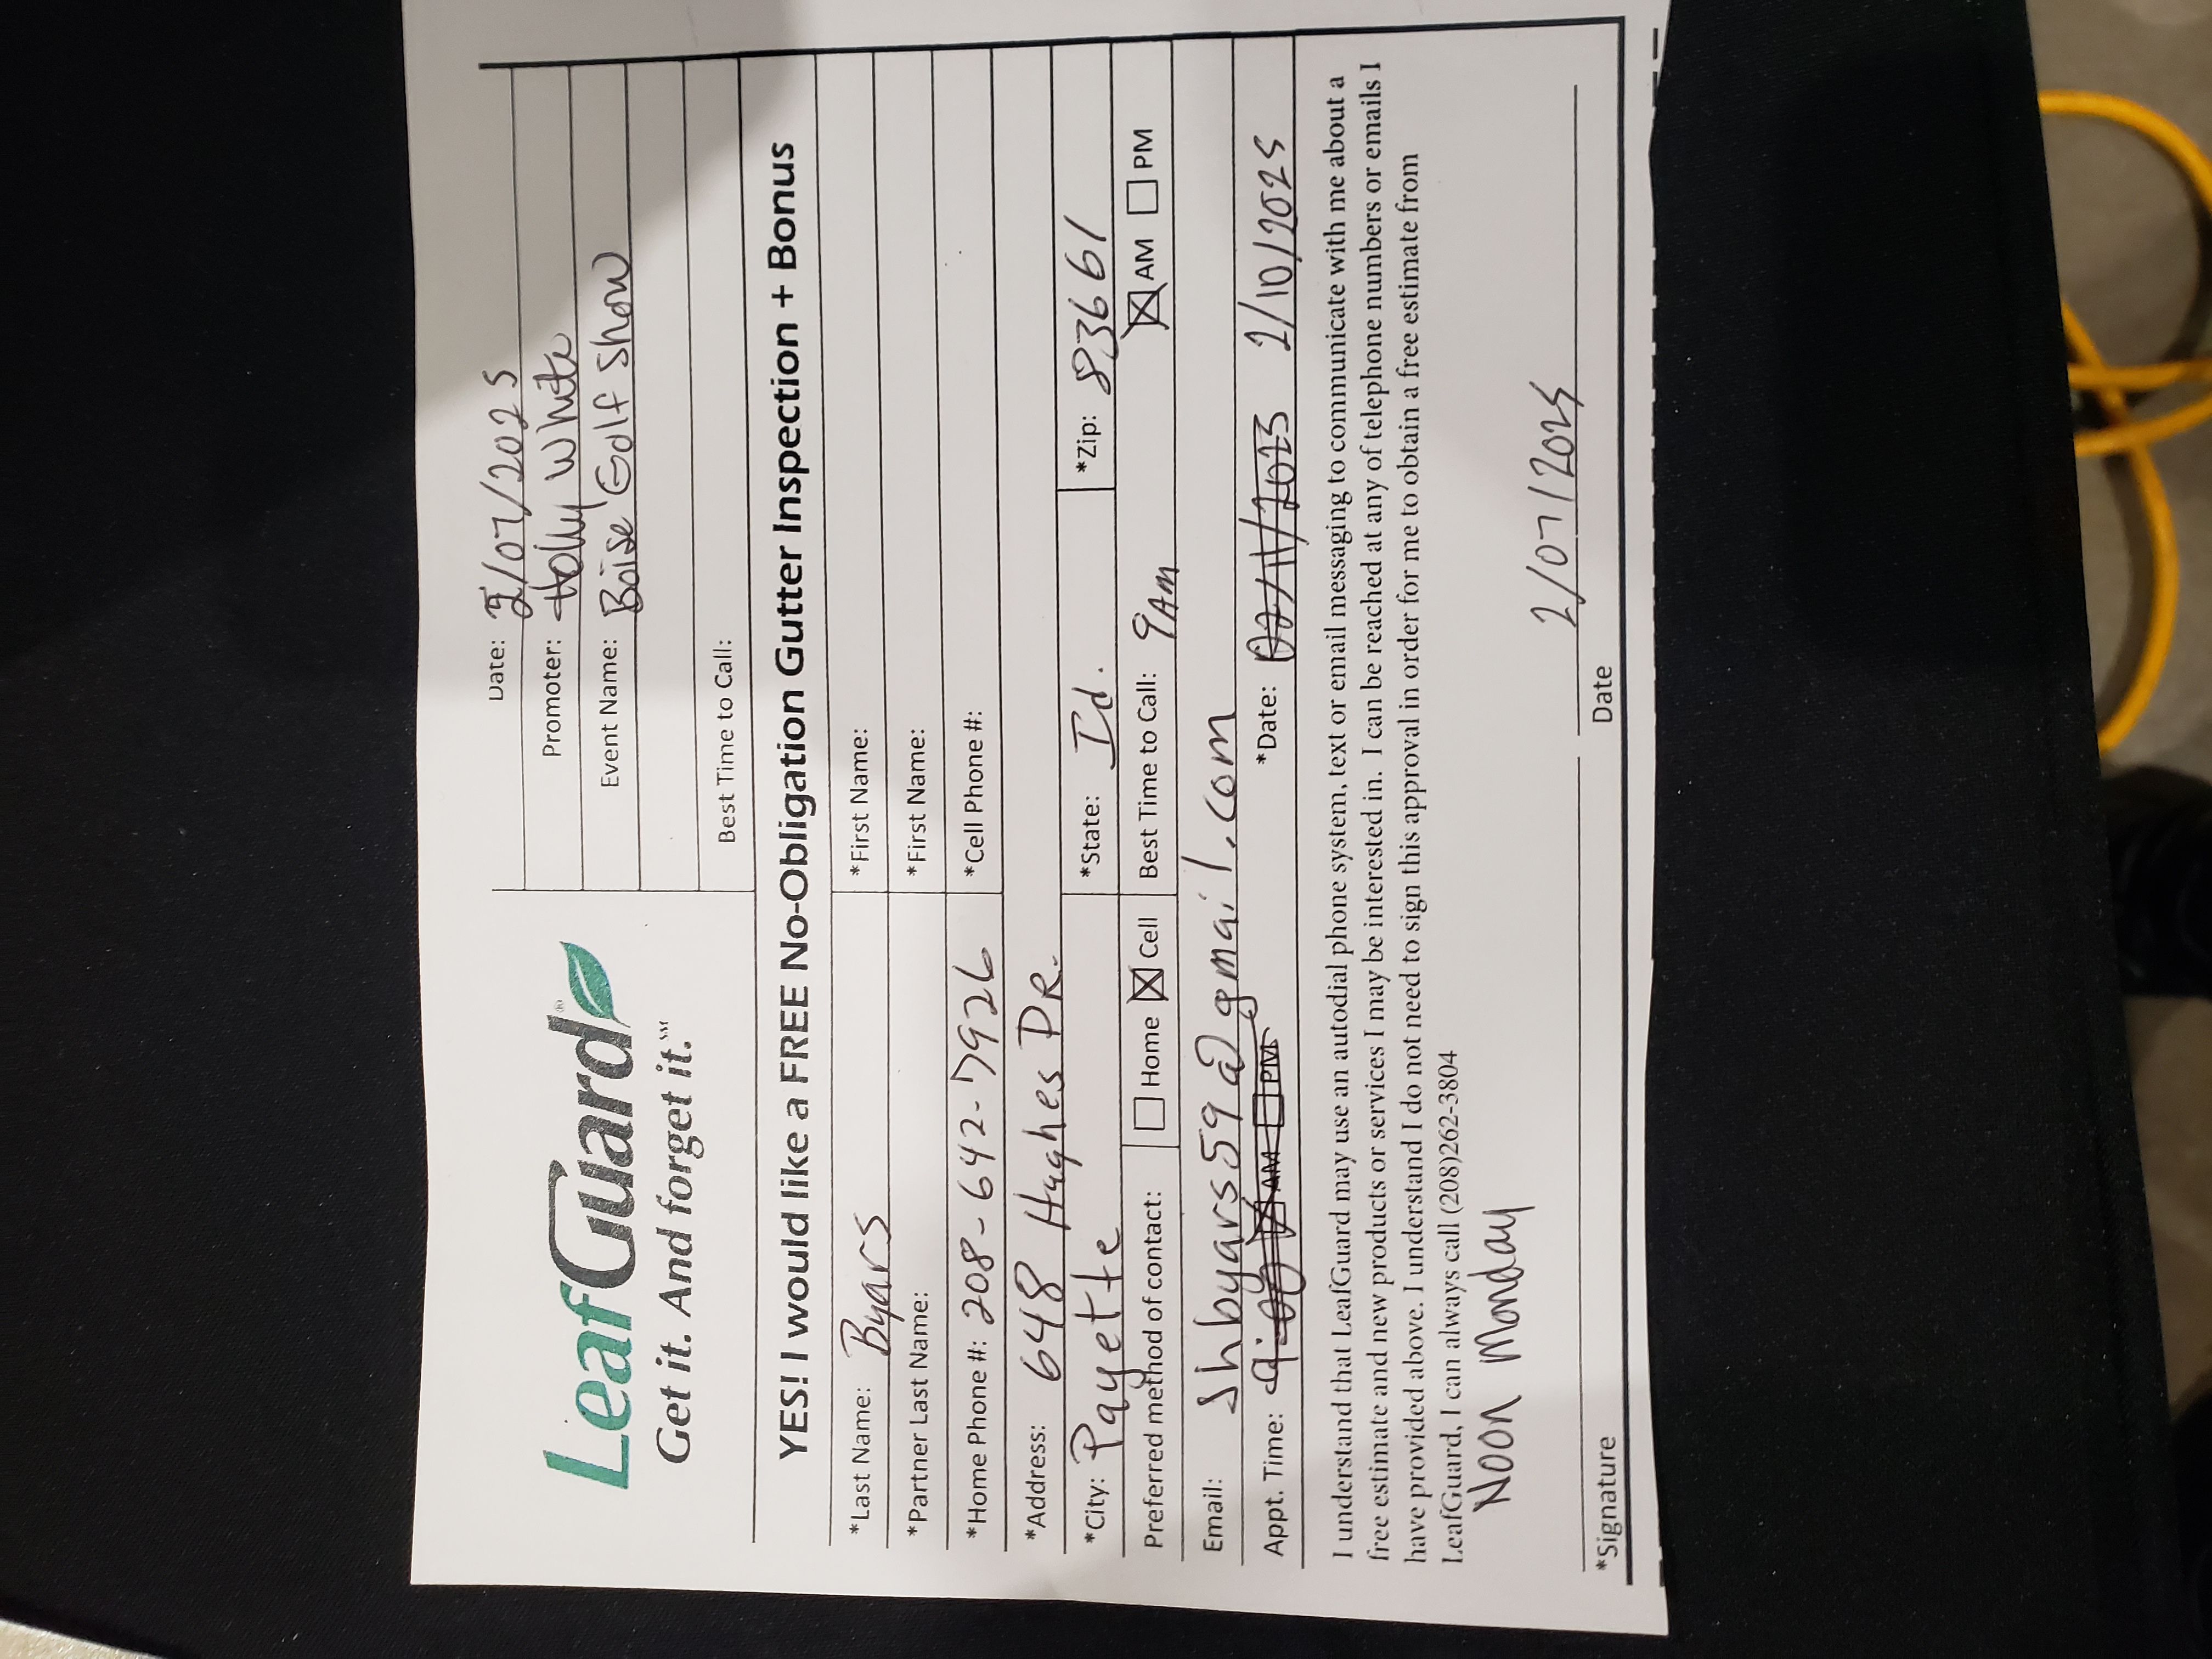 Date: 2/07/2025
LeafGuard®
Promoter: Holly White
Event Name: Boise Golf Show
Get it. And forget it.℠
Best Time to Call:
YES! I would like a FREE No-Obligation Gutter Inspection + Bonus
*Last Name: Byars *First Name:
*Partner Last Name: *First Name:
*Home Phone #: 208-642-7926 *Cell Phone #:
*Address: 648 Hughes DR.
*City: Payette *State: Id. *Zip: 83661
Preferred method of contact: Home Cell Best Time to Call: 9AM AM PM
Email: Shbyars59@gmail.com
Appt. Time: 9:00 AM PM *Date: 02/11/2025 2/10/2025
I understand that LeafGuard may use an autodial phone system, text or email messaging to communicate with me about a
free estimate and new products or services I may be interested in. I can be reached at any of telephone numbers or emails I
have provided above. I understand I do not need to sign this approval in order for me to obtain a free estimate from
LeafGuard, I can always call (208)262-3804
Noon Monday
2/07/2025
*Signature Date